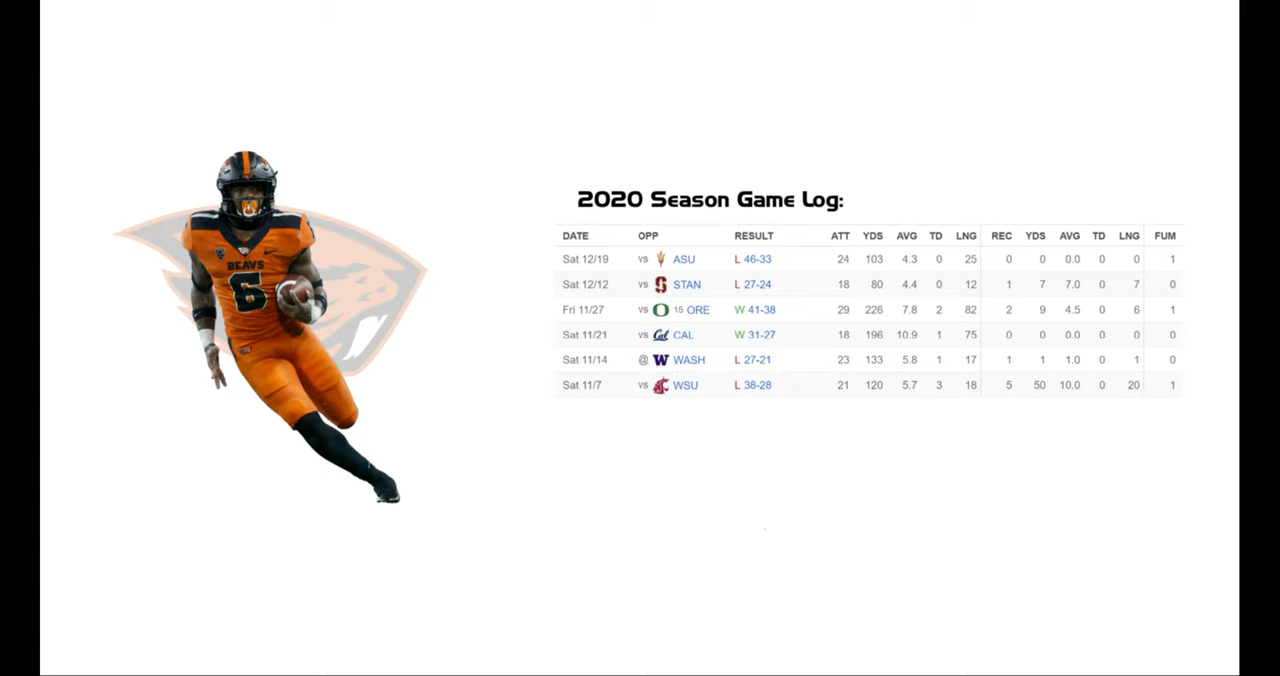 BEAVS
6
2020 Season Game Log:
DATE OPP RESULT ATT YDS AVG TD LNG REC YDS AVG TD LNG FUM
Sat 12/19 vs ASU L 46-33 24 103 4.3 0 25 0 0 0.0 0 0 1
Sat 12/12 vs S STAN L 27-24 18 80 4.4 0 12 1 7 7.0 0 7 0
Fri 11/27 vs O 15 ORE W 41-38 29 226 7.8 2 82 2 9 4.5 0 6 1
Sat 11/21 vs Cal CAL W 31-27 18 196 10.9 1 75 0 0 0.0 0 0 0
Sat 11/14 @ W WASH L 27-21 23 133 5.8 1 17 1 1 1.0 0 1 0
Sat 11/7 vs WSU L 38-28 21 120 5.7 3 18 5 50 10.0 0 20 1